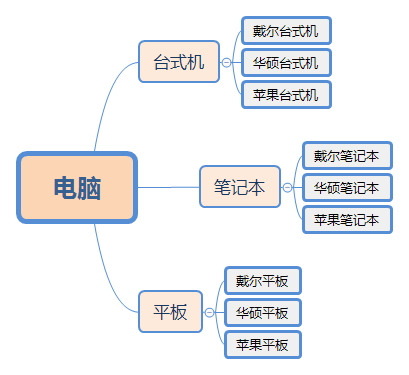 电脑
台式机
戴尔台式机
华硕台式机
苹果台式机
笔记本
戴尔笔记本
华硕笔记本
苹果笔记本
平板
戴尔平板
华硕平板
苹果平板